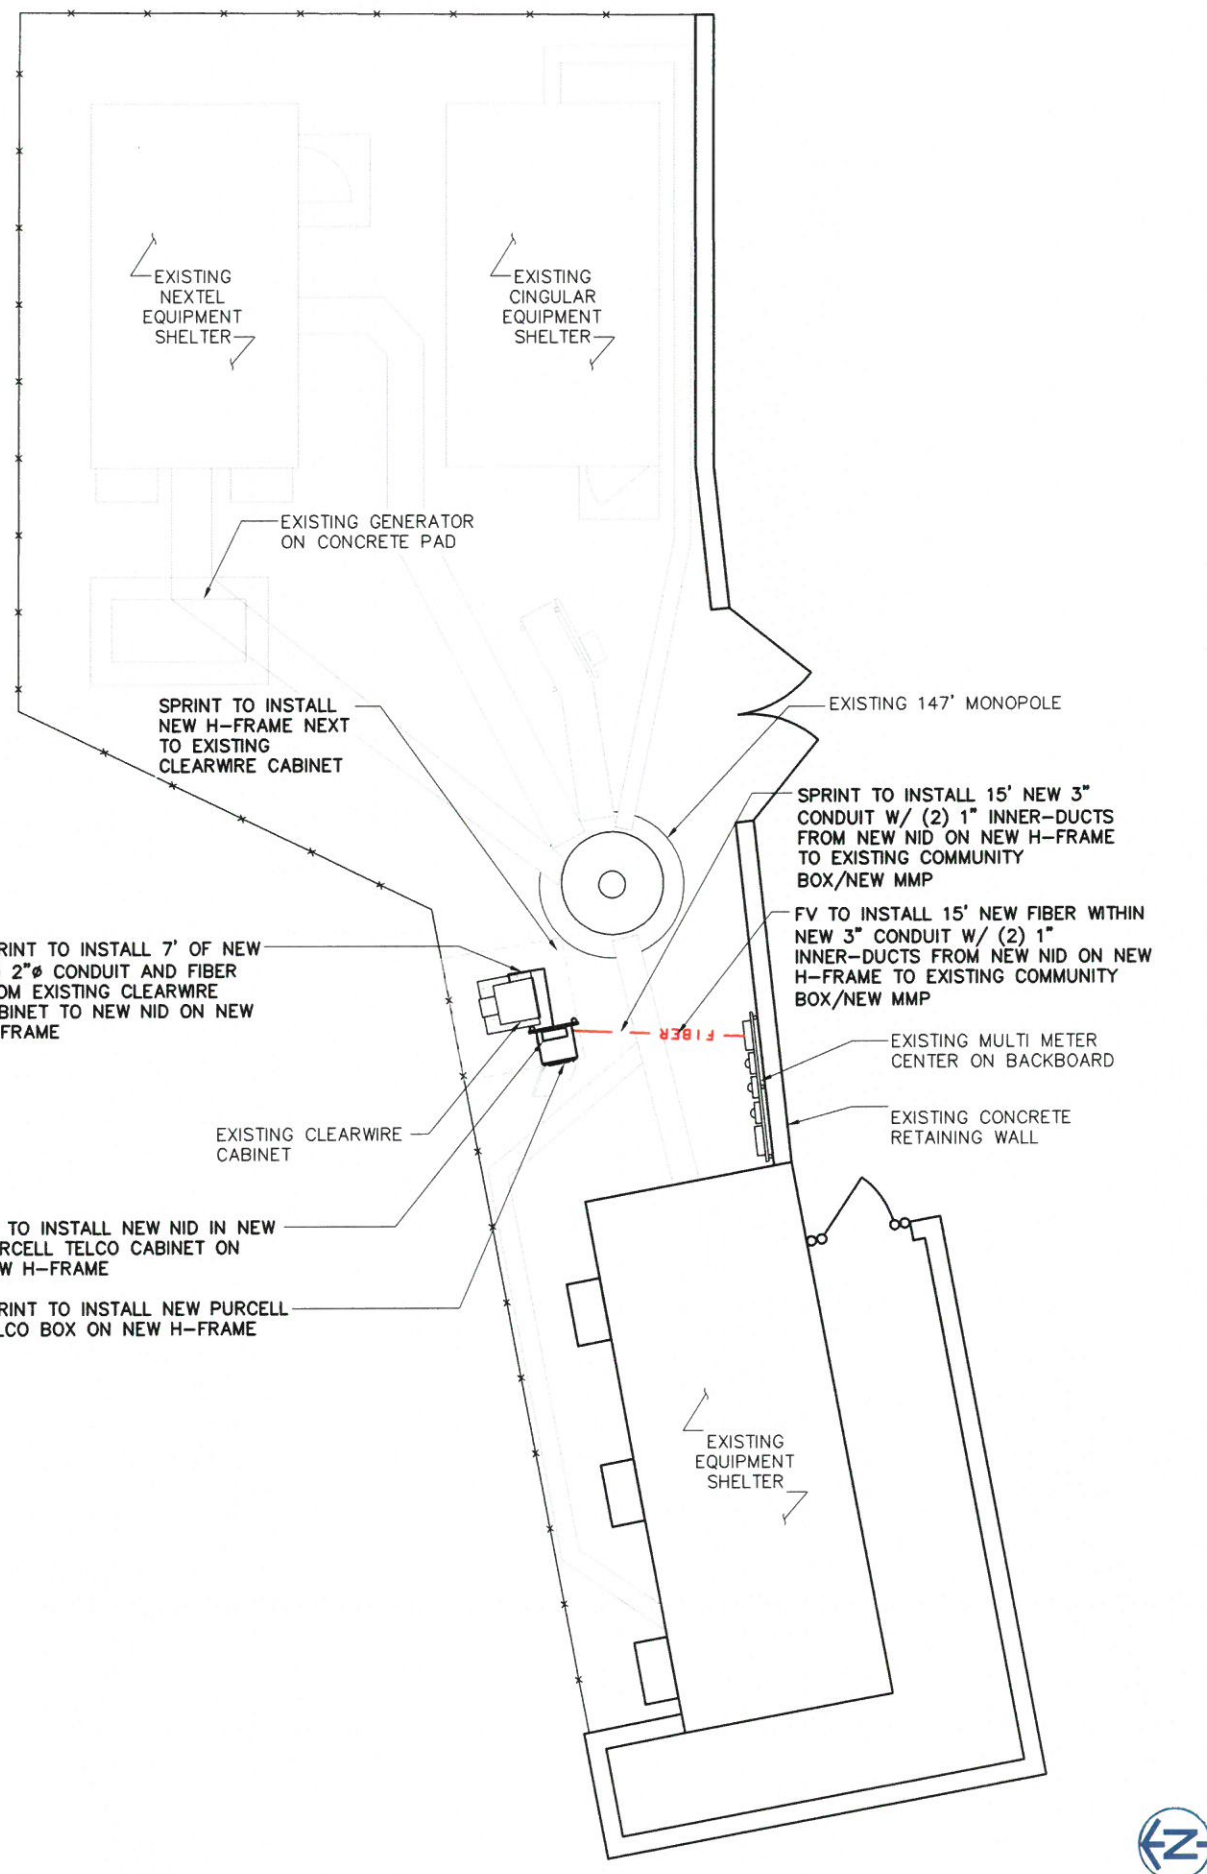 EXISTING
NEXTEL
EQUIPMENT
SHELTER
EXISTING
CINGULAR
EQUIPMENT
SHELTER
EXISTING GENERATOR
ON CONCRETE PAD
SPRINT TO INSTALL
NEW H-FRAME NEXT
TO EXISTING
CLEARWIRE CABINET
EXISTING 147' MONOPOLE
SPRINT TO INSTALL 15' NEW 3"
CONDUIT W/ (2) 1" INNER-DUCTS
FROM NEW NID ON NEW H-FRAME
TO EXISTING COMMUNITY
BOX/NEW MMP
FV TO INSTALL 15' NEW FIBER WITHIN
NEW 3" CONDUIT W/ (2) 1"
INNER-DUCTS FROM NEW NID ON NEW
H-FRAME TO EXISTING COMMUNITY
BOX/NEW MMP
RINT TO INSTALL 7' OF NEW
2"ø CONDUIT AND FIBER
OM EXISTING CLEARWIRE
BINET TO NEW NID ON NEW
FRAME
FIBER
EXISTING MULTI METER
CENTER ON BACKBOARD
EXISTING CONCRETE
RETAINING WALL
EXISTING CLEARWIRE
CABINET
TO INSTALL NEW NID IN NEW
RCELL TELCO CABINET ON
W H-FRAME
RINT TO INSTALL NEW PURCELL
LCO BOX ON NEW H-FRAME
EXISTING
EQUIPMENT
SHELTER
N